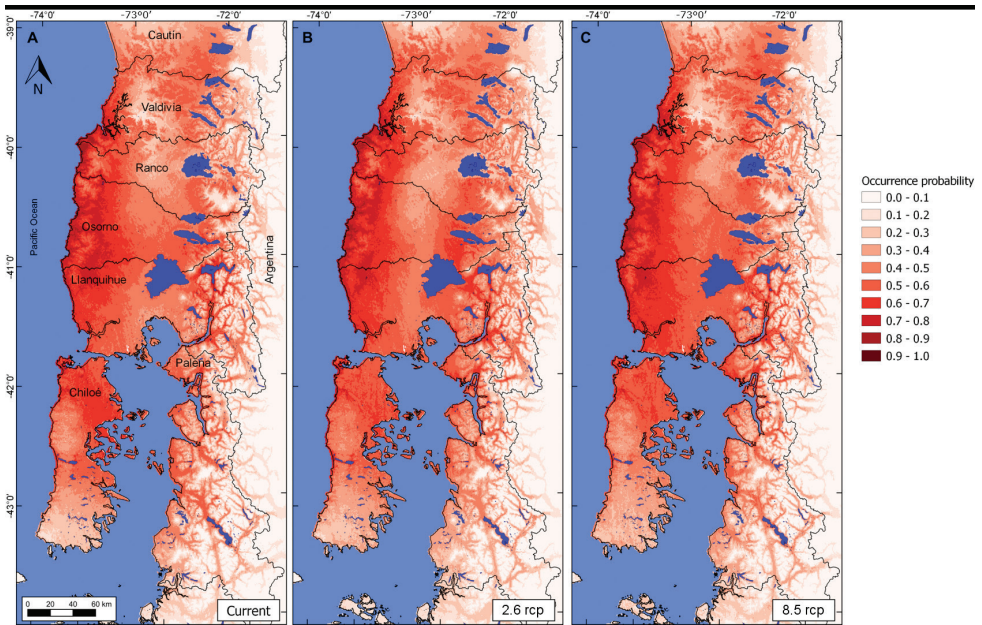 -74°0' -73°0' -72°0' -74°0' -73°0' -72°0' -74°0' -73°0' -72°0'
-39°0'
-40°0'
-41°0'
-42°0'
-43°0'
A
N
Cautín
Valdivia
Ranco
Osorno
Llanquihue
Palena
Chiloé
Pacific Ocean
Argentina
0 20 40 60 km
Current
B
2.6 rcp
C
8.5 rcp
Occurrence probability
0.0 - 0.1
0.1 - 0.2
0.2 - 0.3
0.3 - 0.4
0.4 - 0.5
0.5 - 0.6
0.6 - 0.7
0.7 - 0.8
0.8 - 0.9
0.9 - 1.0